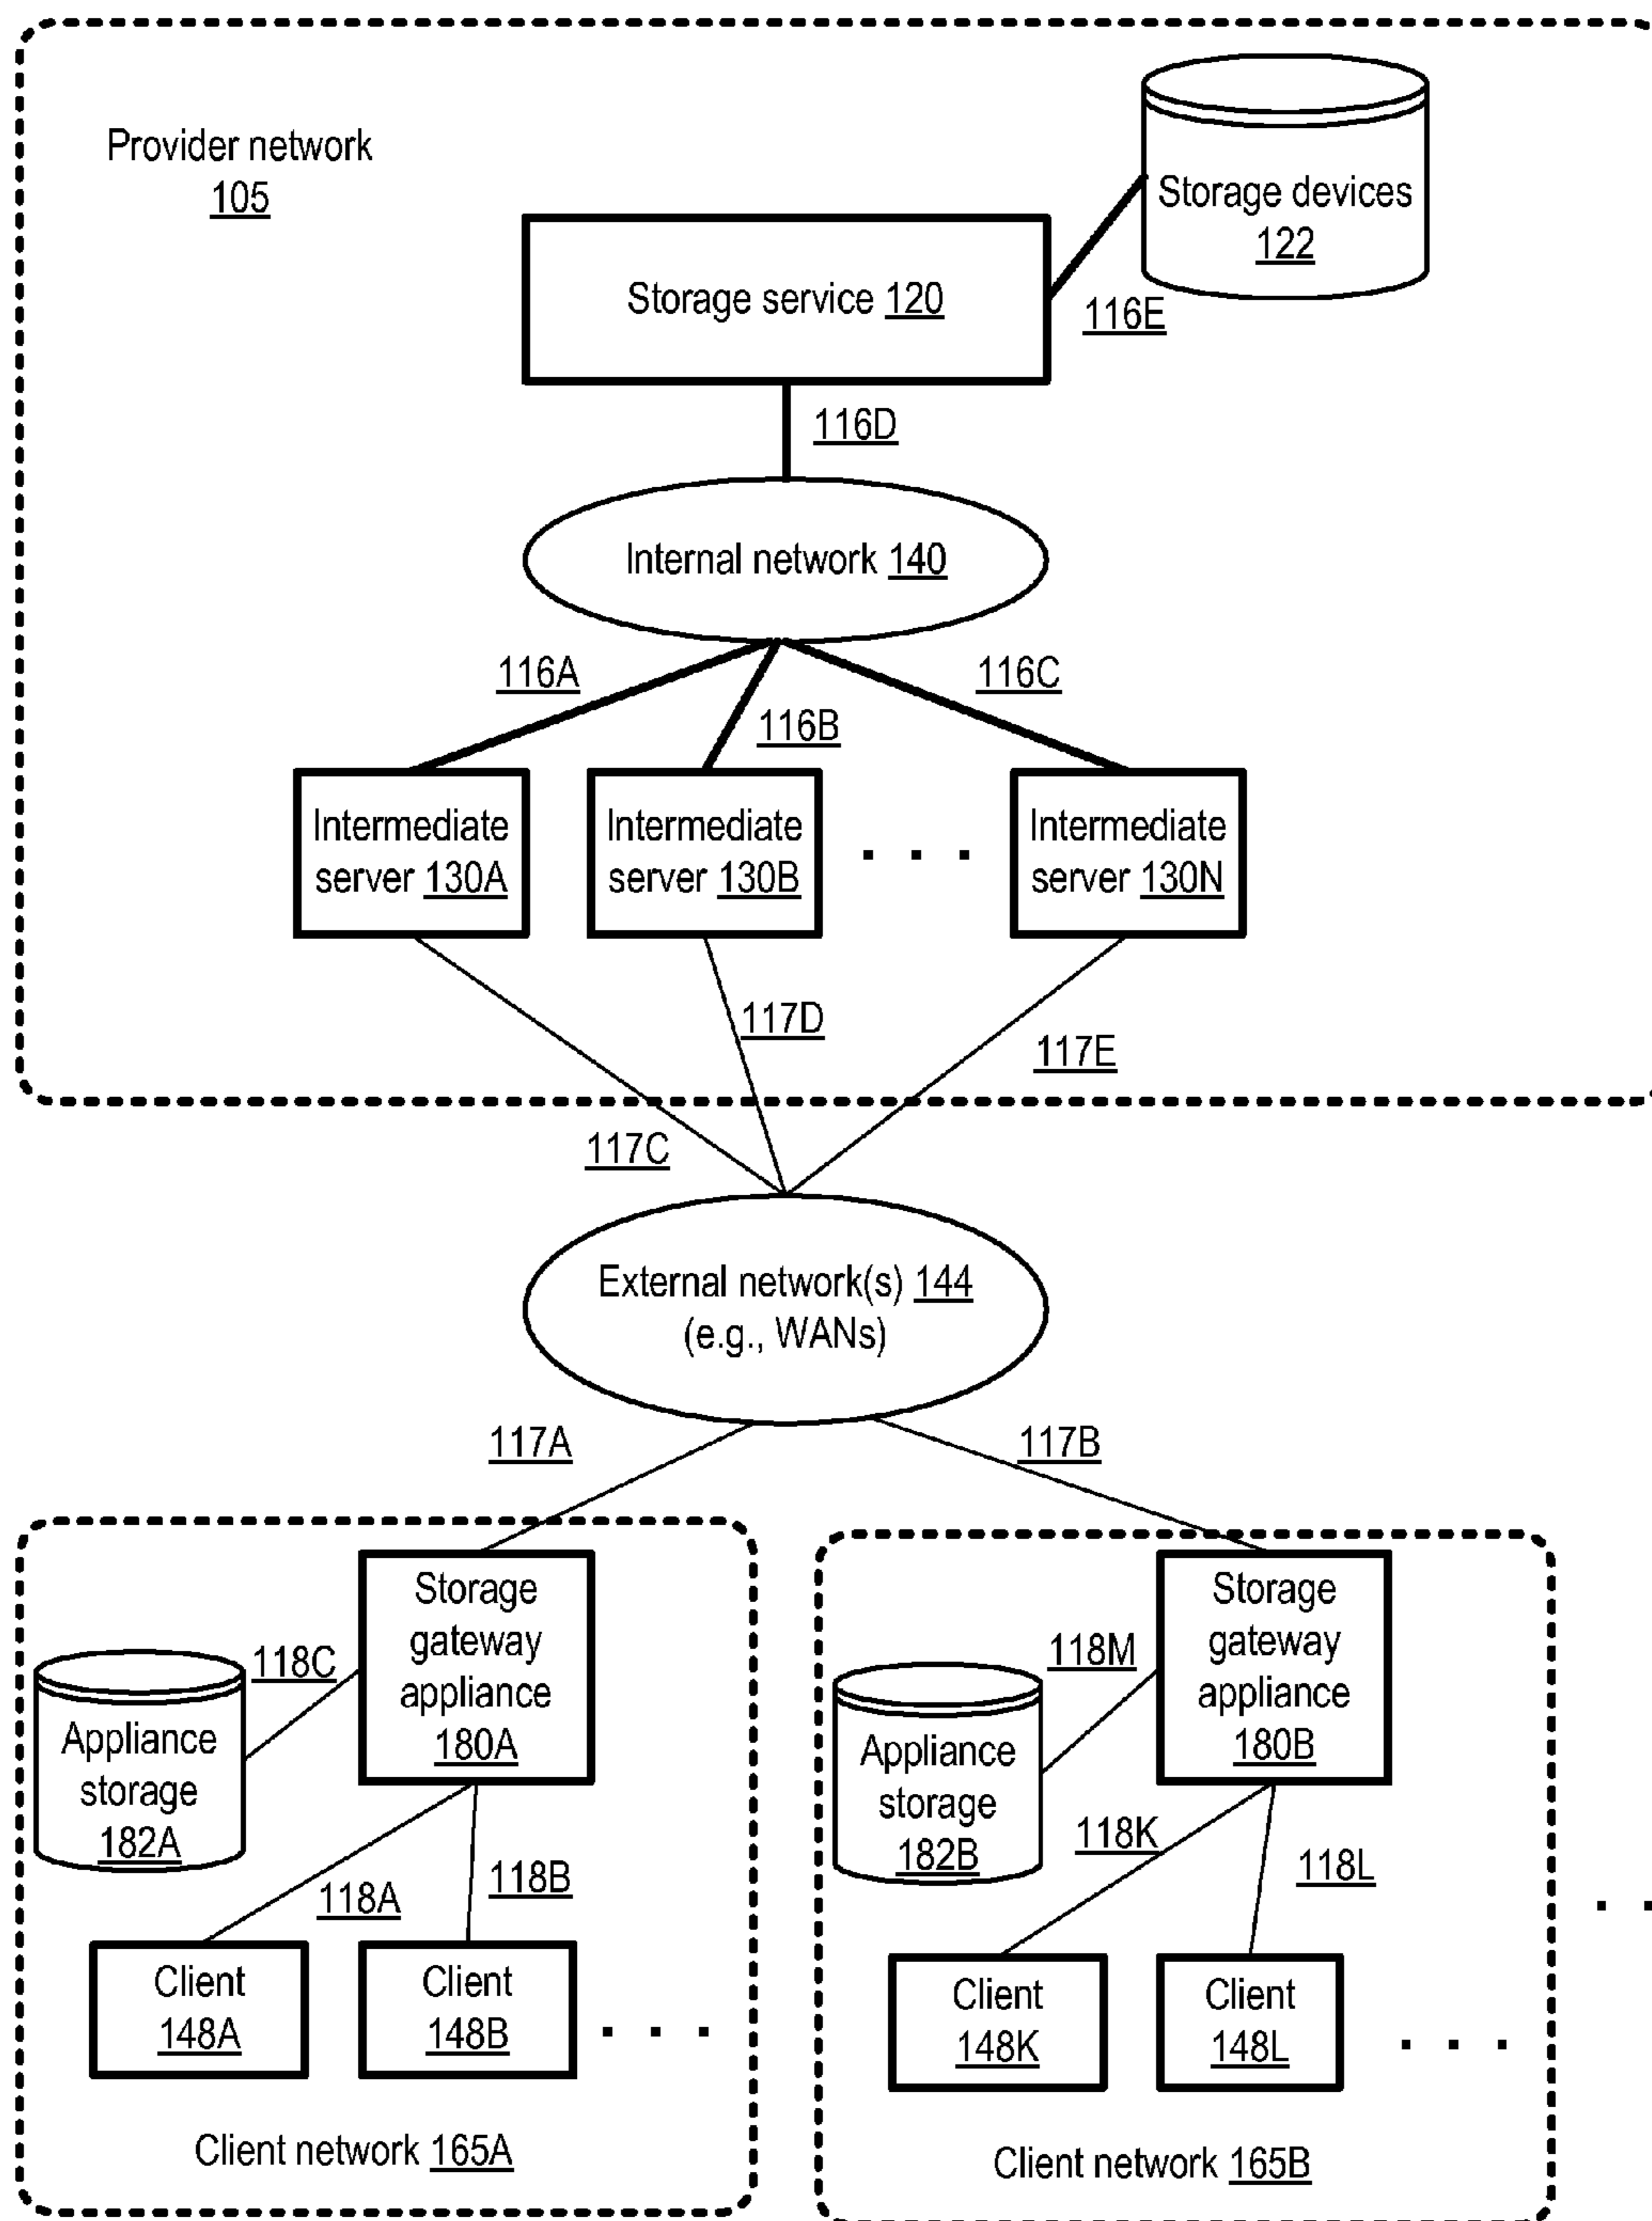 Provider network
105
Storage devices
122
Storage service 120
116E
116D
Internal network 140
116A
116B
116C
Intermediate
server 130A
Intermediate
server 130B
. . .
Intermediate
server 130N
117D
117E
117C
External network(s) 144
(e.g., WANs)
117A
117B
Storage
gateway
appliance
180A
118C
Appliance
storage
182A
118A
118B
Client
148A
Client
148B
. . .
Client network 165A
Storage
gateway
appliance
180B
118M
Appliance
storage
182B
118K
118L
Client
148K
Client
148L
. . .
Client network 165B
. .